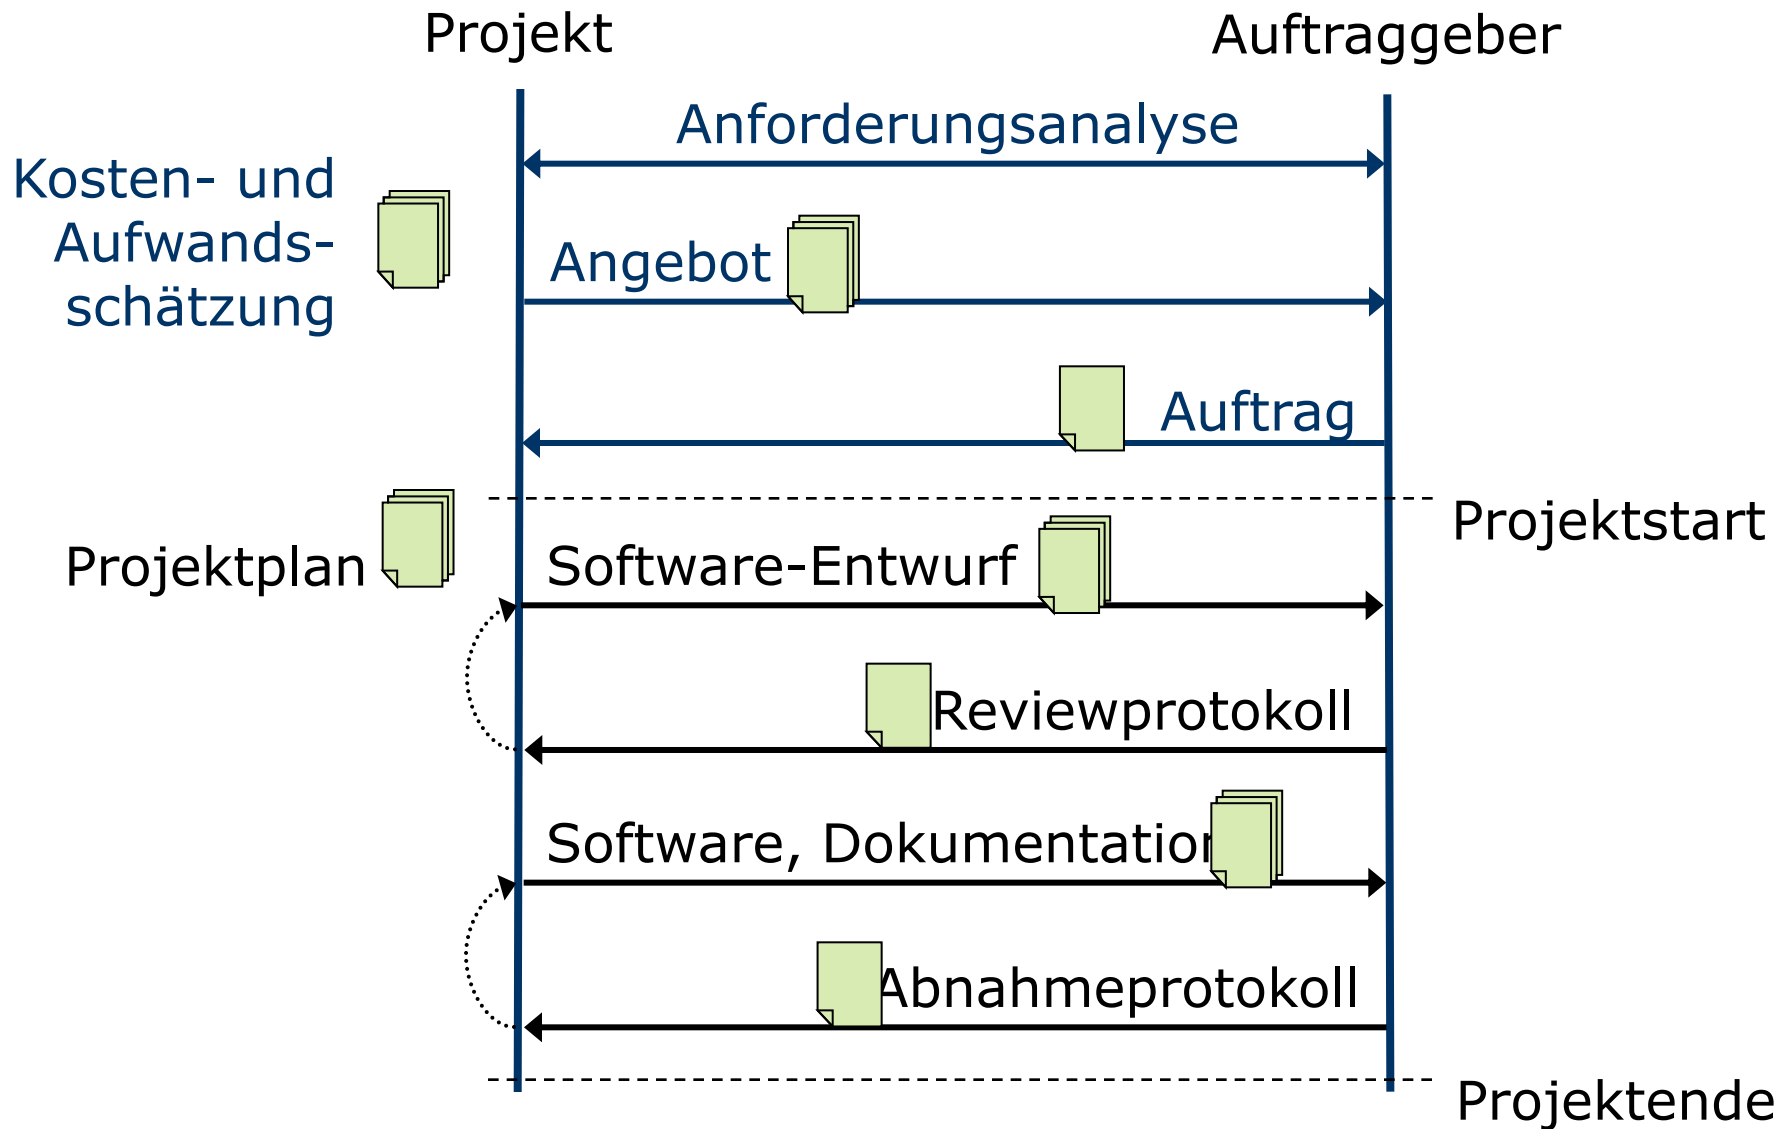 Projekt
Auftraggeber
Anforderungsanalyse
Kosten- und
Aufwands-
schätzung
Angebot
Auftrag
Projektstart
Projektplan
Software-Entwurf
Reviewprotokoll
Software, Dokumentation
Abnahmeprotokoll
Projektende